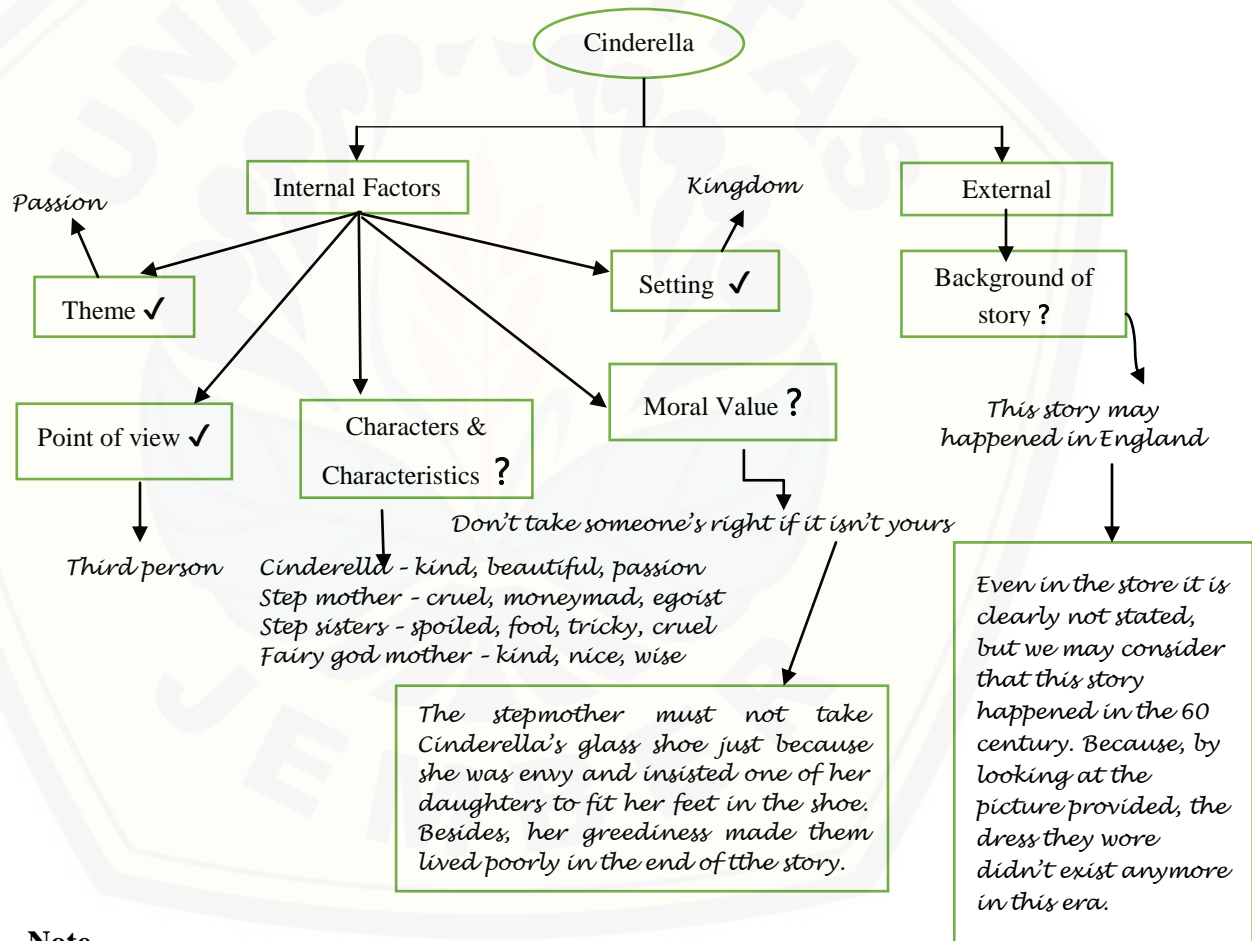 Cinderella
Internal Factors
External
Passion
Kingdom
Theme ✓
Setting ✓
Background of
story ?
Point of view ✓
Characters &
Characteristics ?
Moral Value ?
This story may
happened in England
Third person
Don't take someone's right if it isn't yours
Cinderella – kind, beautiful, passion
Step mother – cruel, moneymad, egoist
Step sisters – spoiled, fool, tricky, cruel
Fairy god mother – kind, nice, wise
The stepmother must not take
Cinderella's glass shoe just because
she was envy and insisted one of her
daughters to fit her feet in the shoe.
Besides, her greediness made them
lived poorly in the end of tthe story.
Even in the store it is
clearly not stated,
but we may consider
that this story
happened in the 60
century. Because, by
looking at the
picture provided, the
dress they wore
didn't exist anymore
in this era.
Note
JEMBER